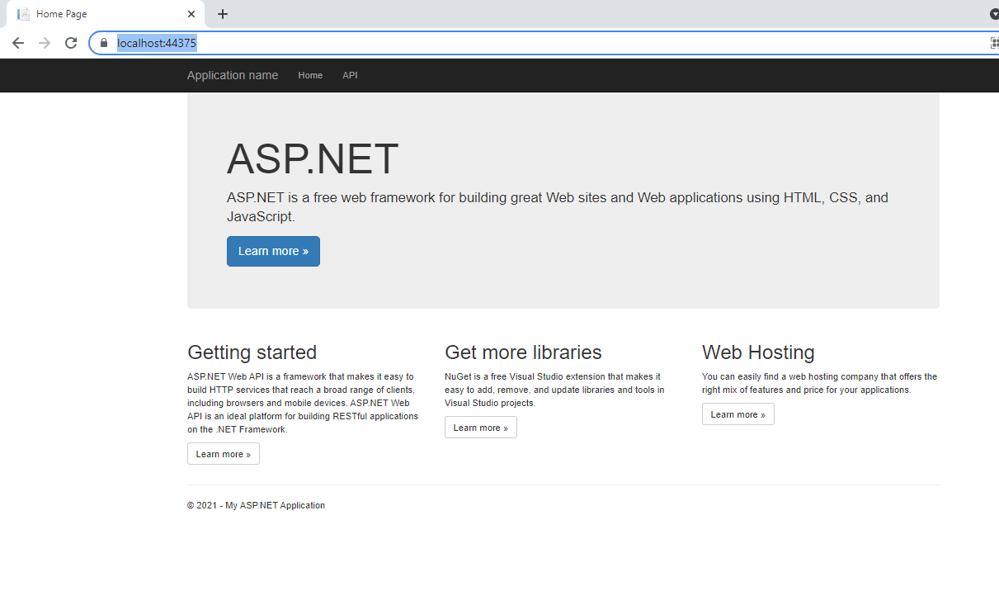 Home Page
localhost:44375
Application name Home API
ASP.NET
ASP.NET is a free web framework for building great Web sites and Web applications using HTML, CSS, and
JavaScript.
Learn more »
Getting started
ASP.NET Web API is a framework that makes it easy to
build HTTP services that reach a broad range of clients,
including browsers and mobile devices. ASP.NET Web
API is an ideal platform for building RESTful applications
on the .NET Framework.
Learn more »
Get more libraries
NuGet is a free Visual Studio extension that makes it
easy to add, remove, and update libraries and tools in
Visual Studio projects.
Learn more »
Web Hosting
You can easily find a web hosting company that offers the
right mix of features and price for your applications.
Learn more »
© 2021 - My ASP.NET Application